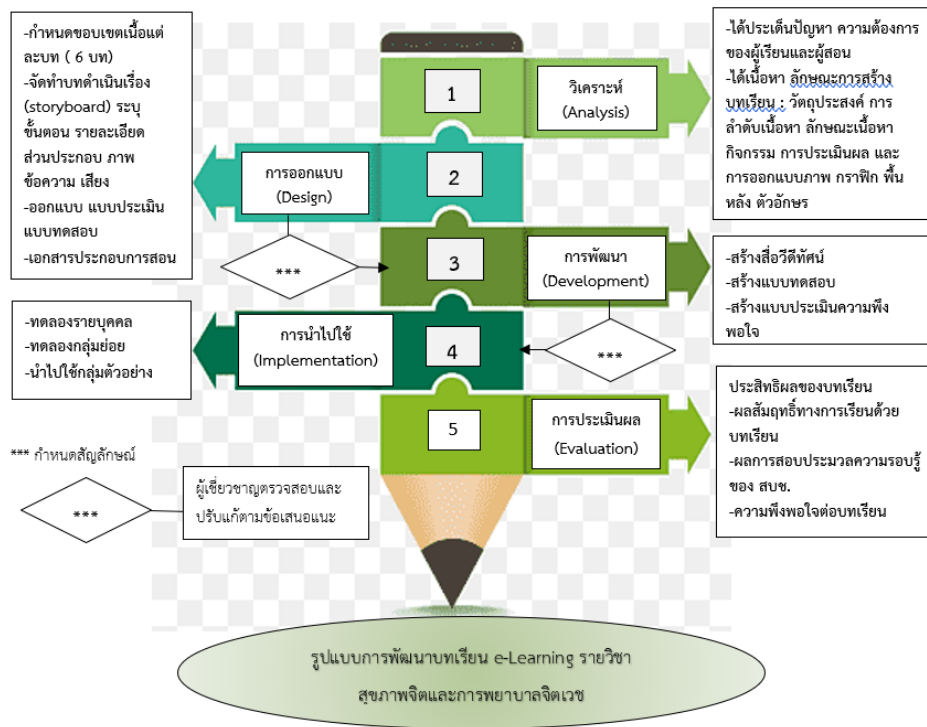 -กำหนดขอบเขตเนื้อแต่
ละบท ( 6 บท)
-จัดทำบทดำเนินเรื่อง
(storyboard) ระบุ
ขั้นตอน รายละเอียด
ส่วนประกอบ ภาพ
ข้อความ เสียง
-ออกแบบ แบบประเมิน
แบบทดสอบ
-เอกสารประกอบการสอน
1
วิเคราะห์
(Analysis)
-ได้ประเด็นปัญหา ความต้องการ
ของผู้เรียนและผู้สอน
-ได้เนื้อหา ลักษณะการสร้าง
บทเรียน : วัตถุประสงค์ การ
ลำดับเนื้อหา ลักษณะเนื้อหา
กิจกรรม การประเมินผล และ
การออกแบบภาพ กราฟิก พื้น
หลัง ตัวอักษร
การออกแบบ
(Design)
2
***
3
การพัฒนา
(Development)
-สร้างสื่อวีดีทัศน์
-สร้างแบบทดสอบ
-สร้างแบบประเมินความพึง
พอใจ
-ทดลองรายบุคคล
-ทดลองกลุ่มย่อย
-นำไปใช้กลุ่มตัวอย่าง
การนำไปใช้
(Implementation)
4
***
5
การประเมินผล
(Evaluation)
ประสิทธิผลของบทเรียน
-ผลสัมฤทธิ์ทางการเรียนด้วย
บทเรียน
-ผลการสอบประมวลความรอบรู้
ของ สบช.
-ความพึงพอใจต่อบทเรียน
*** กำหนดสัญลักษณ์
***
ผู้เชี่ยวชาญตรวจสอบและ
ปรับแก้ตามข้อเสนอแนะ
รูปแบบการพัฒนาบทเรียน e-Learning รายวิชา
สุขภาพจิตและการพยาบาลจิตเวช